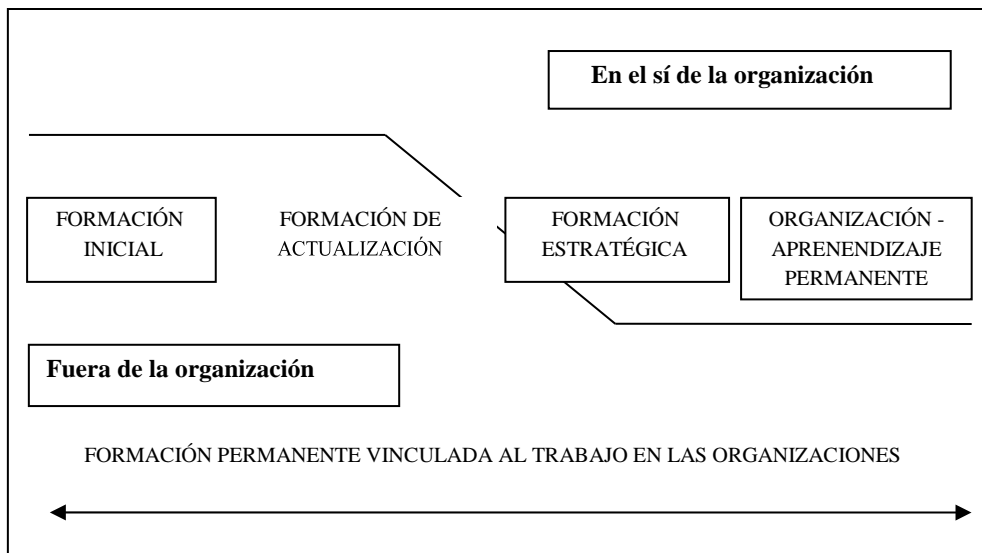 En el sí de la organización
FORMACIÓN
INICIAL
FORMACIÓN DE
ACTUALIZACIÓN
FORMACIÓN
ESTRATÉGICA
ORGANIZACIÓN -
APRENENDIZAJE
PERMANENTE
Fuera de la organización
FORMACIÓN PERMANENTE VINCULADA AL TRABAJO EN LAS ORGANIZACIONES